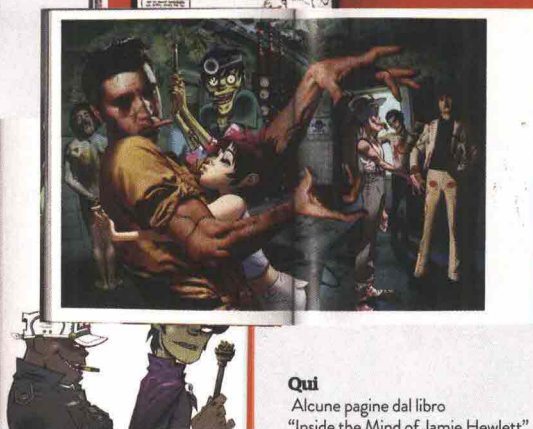 Qui
Alcune pagine dal libro
“Inside the Mind of Jamie Hewlett”